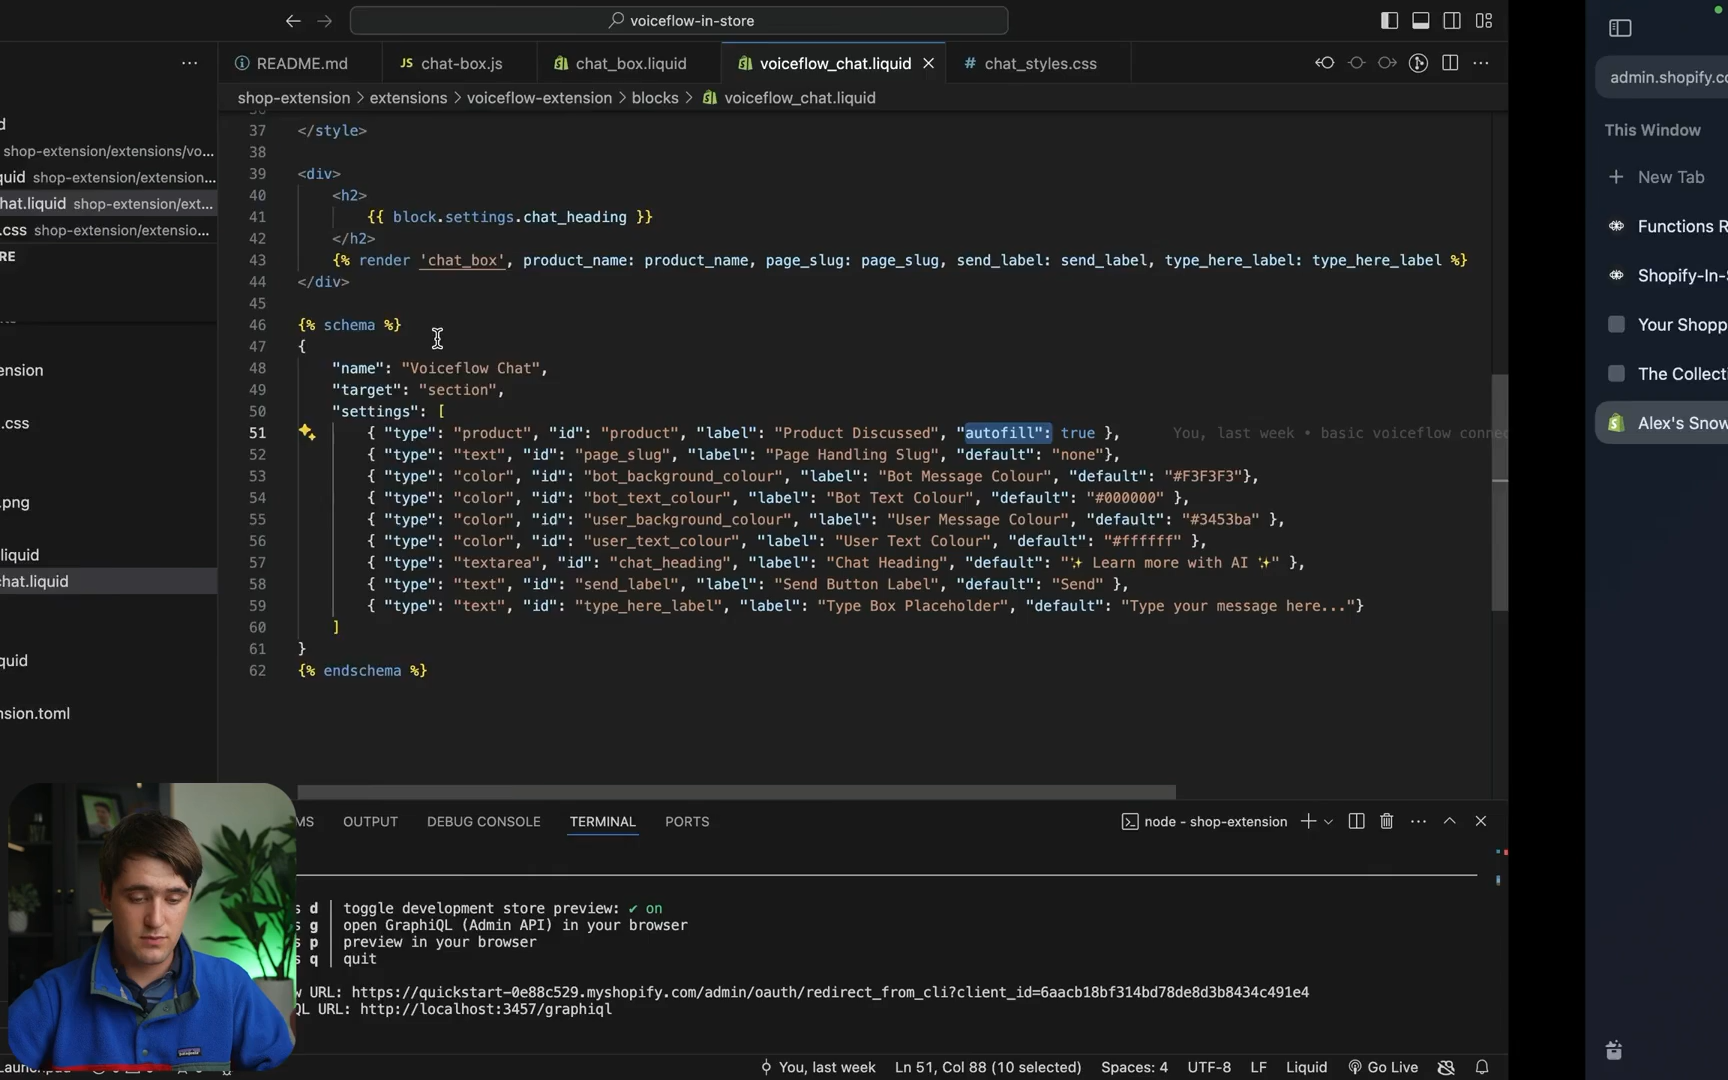 voiceflow-in-store
README.md
JS chat-box.js
chat_box.liquid
voiceflow_chat.liquid
# chat_styles.css
shop-extension > extensions > voiceflow-extension > blocks > voiceflow_chat.liquid
d
shop-extension/extensions/vo...
quid shop-extension/extension...
hat.liquid shop-extension/ext...
.css shop-extension/extensio...
RE
ension
.css
.png
liquid
chat.liquid
quid
nsion.toml
37 </style>
38
39 <div>
40 <h2>
41 {{ block.settings.chat_heading }}
42 </h2>
43 {% render 'chat_box', product_name: product_name, page_slug: page_slug, send_label: send_label, type_here_label: type_here_label %}
44 </div>
45
46 {% schema %}
47 {
48 "name": "Voiceflow Chat",
49 "target": "section",
50 "settings": [
51 { "type": "product", "id": "product", "label": "Product Discussed", "autofill": true }, You, last week • basic voiceflow connec
52 { "type": "text", "id": "page_slug", "label": "Page Handling Slug", "default": "none"},
53 { "type": "color", "id": "bot_background_colour", "label": "Bot Message Colour", "default": "#F3F3F3"},
54 { "type": "color", "id": "bot_text_colour", "label": "Bot Text Colour", "default": "#000000" },
55 { "type": "color", "id": "user_background_colour", "label": "User Message Colour", "default": "#3453ba" },
56 { "type": "color", "id": "user_text_colour", "label": "User Text Colour", "default": "#ffffff" },
57 { "type": "textarea", "id": "chat_heading", "label": "Chat Heading", "default": "✨ Learn more with AI ✨" },
58 { "type": "text", "id": "send_label", "label": "Send Button Label", "default": "Send" },
59 { "type": "text", "id": "type_here_label", "label": "Type Box Placeholder", "default": "Type your message here..."}
60 ]
61 }
62 {% endschema %}
MS OUTPUT DEBUG CONSOLE TERMINAL PORTS
node - shop-extension
s d | toggle development store preview: ✔ on
s g | open GraphiQL (Admin API) in your browser
s p | preview in your browser
s q | quit
w URL: https://quickstart-0e88c529.myshopify.com/admin/oauth/redirect_from_cli?client_id=6aacb18bf314bd78de8d3b8434c491e4
QL URL: http://localhost:3457/graphiql
You, last week Ln 51, Col 88 (10 selected) Spaces: 4 UTF-8 LF Liquid Go Live
admin.shopify.co
This Window
+ New Tab
Functions R
Shopify-In-
Your Shopp
The Collecti
Alex's Snow